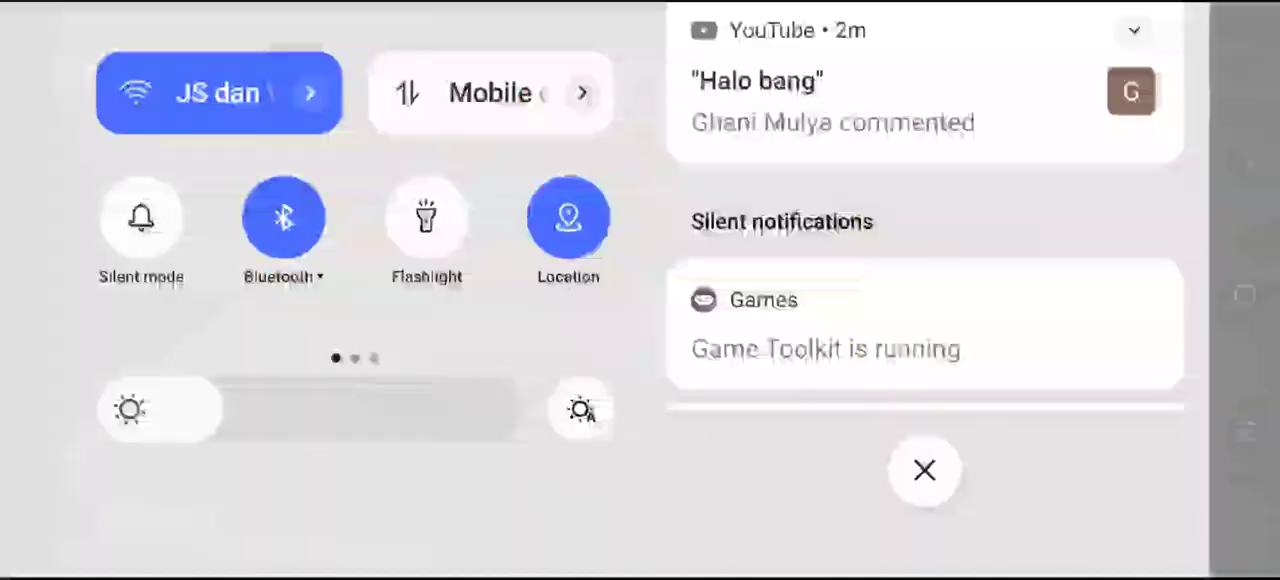 JS dan
Mobile
Silent mode
Bluetooth
Flashlight
Location
A
YouTube • 2m
"Halo bang"
G
Ghani Mulya commented
Silent notifications
Games
Game Toolkit is running